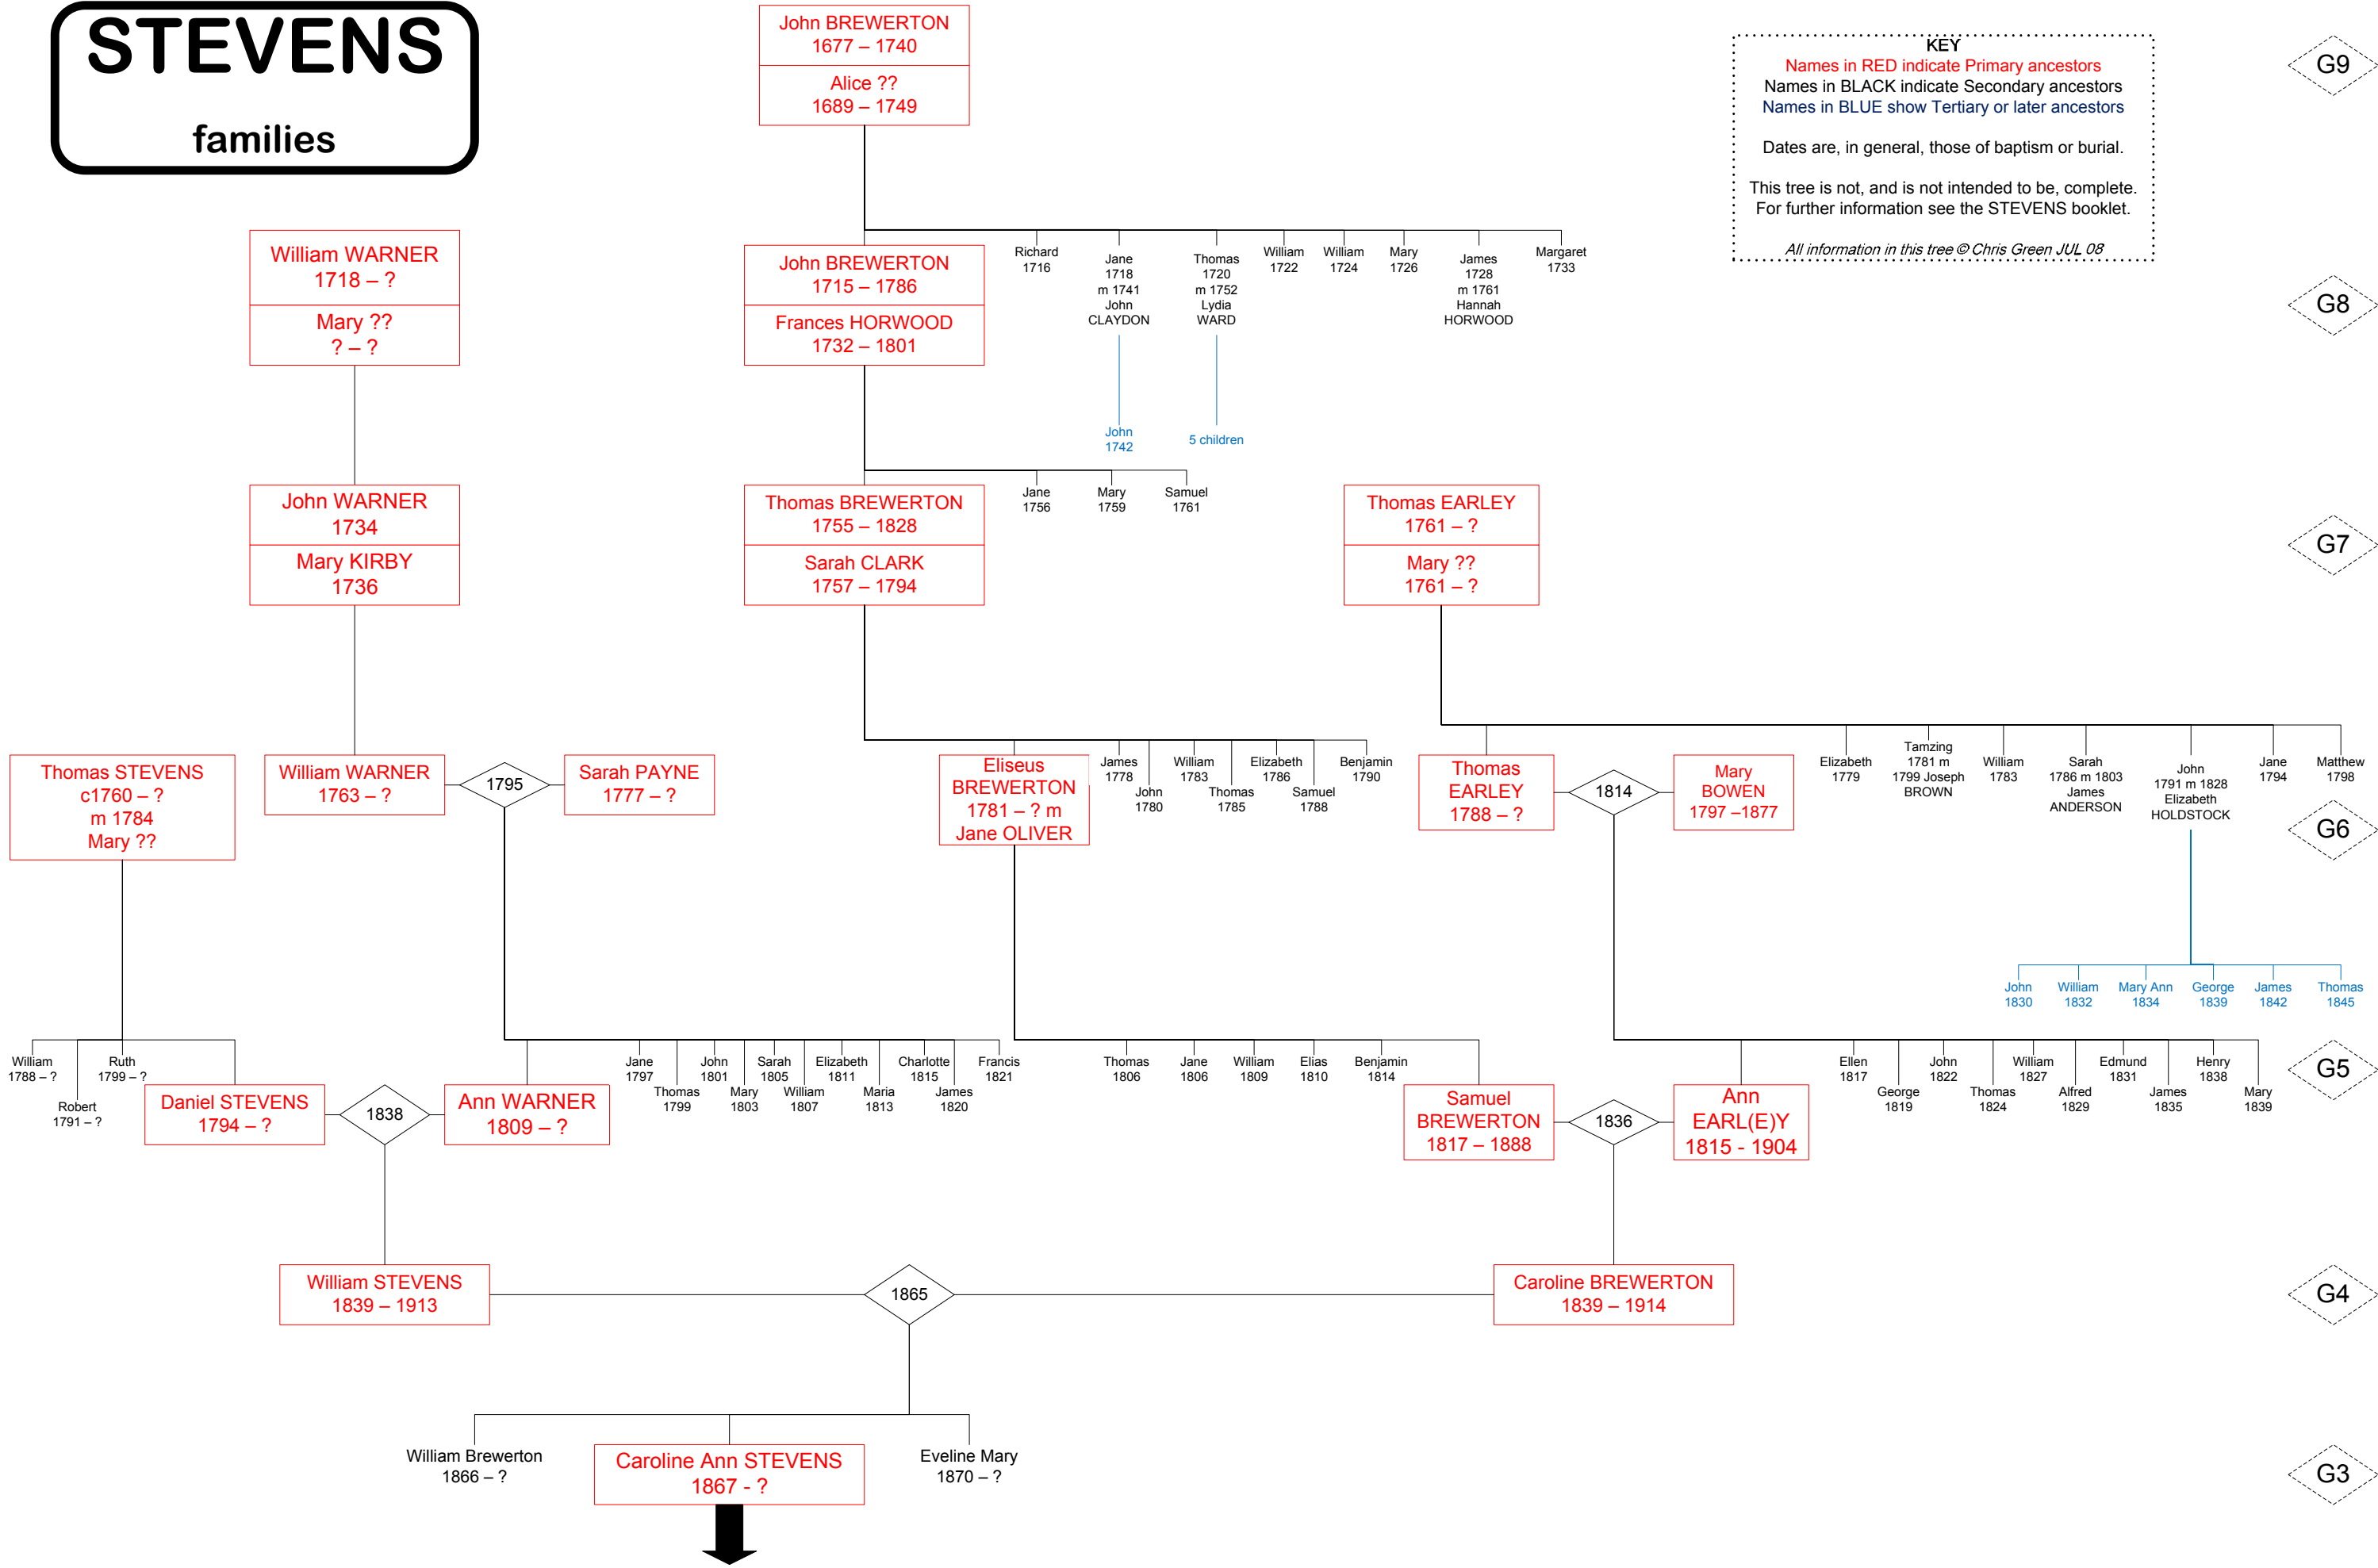 STEVENS
families
John BREWERTON
1677 – 1740
Alice ??
1689 – 1749
KEY
Names in RED indicate Primary ancestors
Names in BLACK indicate Secondary ancestors
Names in BLUE show Tertiary or later ancestors
Dates are, in general, those of baptism or burial.
This tree is not, and is not intended to be, complete.
For further information see the STEVENS booklet.
All information in this tree © Chris Green JUL 08
G9
William WARNER
1718 – ?
Mary ??
? – ?
John BREWERTON
1715 – 1786
Frances HORWOOD
1732 – 1801
Richard
1716
Jane
1718
m 1741
John
CLAYDON
Thomas
1720
m 1752
Lydia
WARD
William
1722
William
1724
Mary
1726
James
1728
m 1761
Hannah
HORWOOD
Margaret
1733
G8
John
1742
5 children
John WARNER
1734
Mary KIRBY
1736
Thomas BREWERTON
1755 – 1828
Sarah CLARK
1757 – 1794
Jane
1756
Mary
1759
Samuel
1761
Thomas EARLEY
1761 – ?
Mary ??
1761 – ?
G7
Thomas STEVENS
c1760 – ?
m 1784
Mary ??
William WARNER
1763 – ?
1795
Sarah PAYNE
1777 – ?
Eliseus
BREWERTON
1781 – ? m
Jane OLIVER
James
1778
John
1780
William
1783
Thomas
1785
Elizabeth
1786
Samuel
1788
Benjamin
1790
Thomas
EARLEY
1788 – ?
1814
Mary
BOWEN
1797 –1877
Elizabeth
1779
Tamzing
1781 m
1799 Joseph
BROWN
William
1783
Sarah
1786 m 1803
James
ANDERSON
John
1791 m 1828
Elizabeth
HOLDSTOCK
Jane
1794
Matthew
1798
G6
John
1830
William
1832
Mary Ann
1834
George
1839
James
1842
Thomas
1845
William
1788 – ?
Robert
1791 – ?
Ruth
1799 – ?
Daniel STEVENS
1794 – ?
1838
Ann WARNER
1809 – ?
Jane
1797
Thomas
1799
John
1801
Mary
1803
Sarah
1805
William
1807
Elizabeth
1811
Maria
1813
Charlotte
1815
James
1820
Francis
1821
Thomas
1806
Jane
1806
William
1809
Elias
1810
Benjamin
1814
Samuel
BREWERTON
1817 – 1888
1836
Ann
EARL(E)Y
1815 - 1904
Ellen
1817
George
1819
John
1822
Thomas
1824
William
1827
Alfred
1829
Edmund
1831
James
1835
Henry
1838
Mary
1839
G5
William STEVENS
1839 – 1913
1865
Caroline BREWERTON
1839 – 1914
G4
William Brewerton
1866 – ?
Caroline Ann STEVENS
1867 - ?
Eveline Mary
1870 – ?
G3